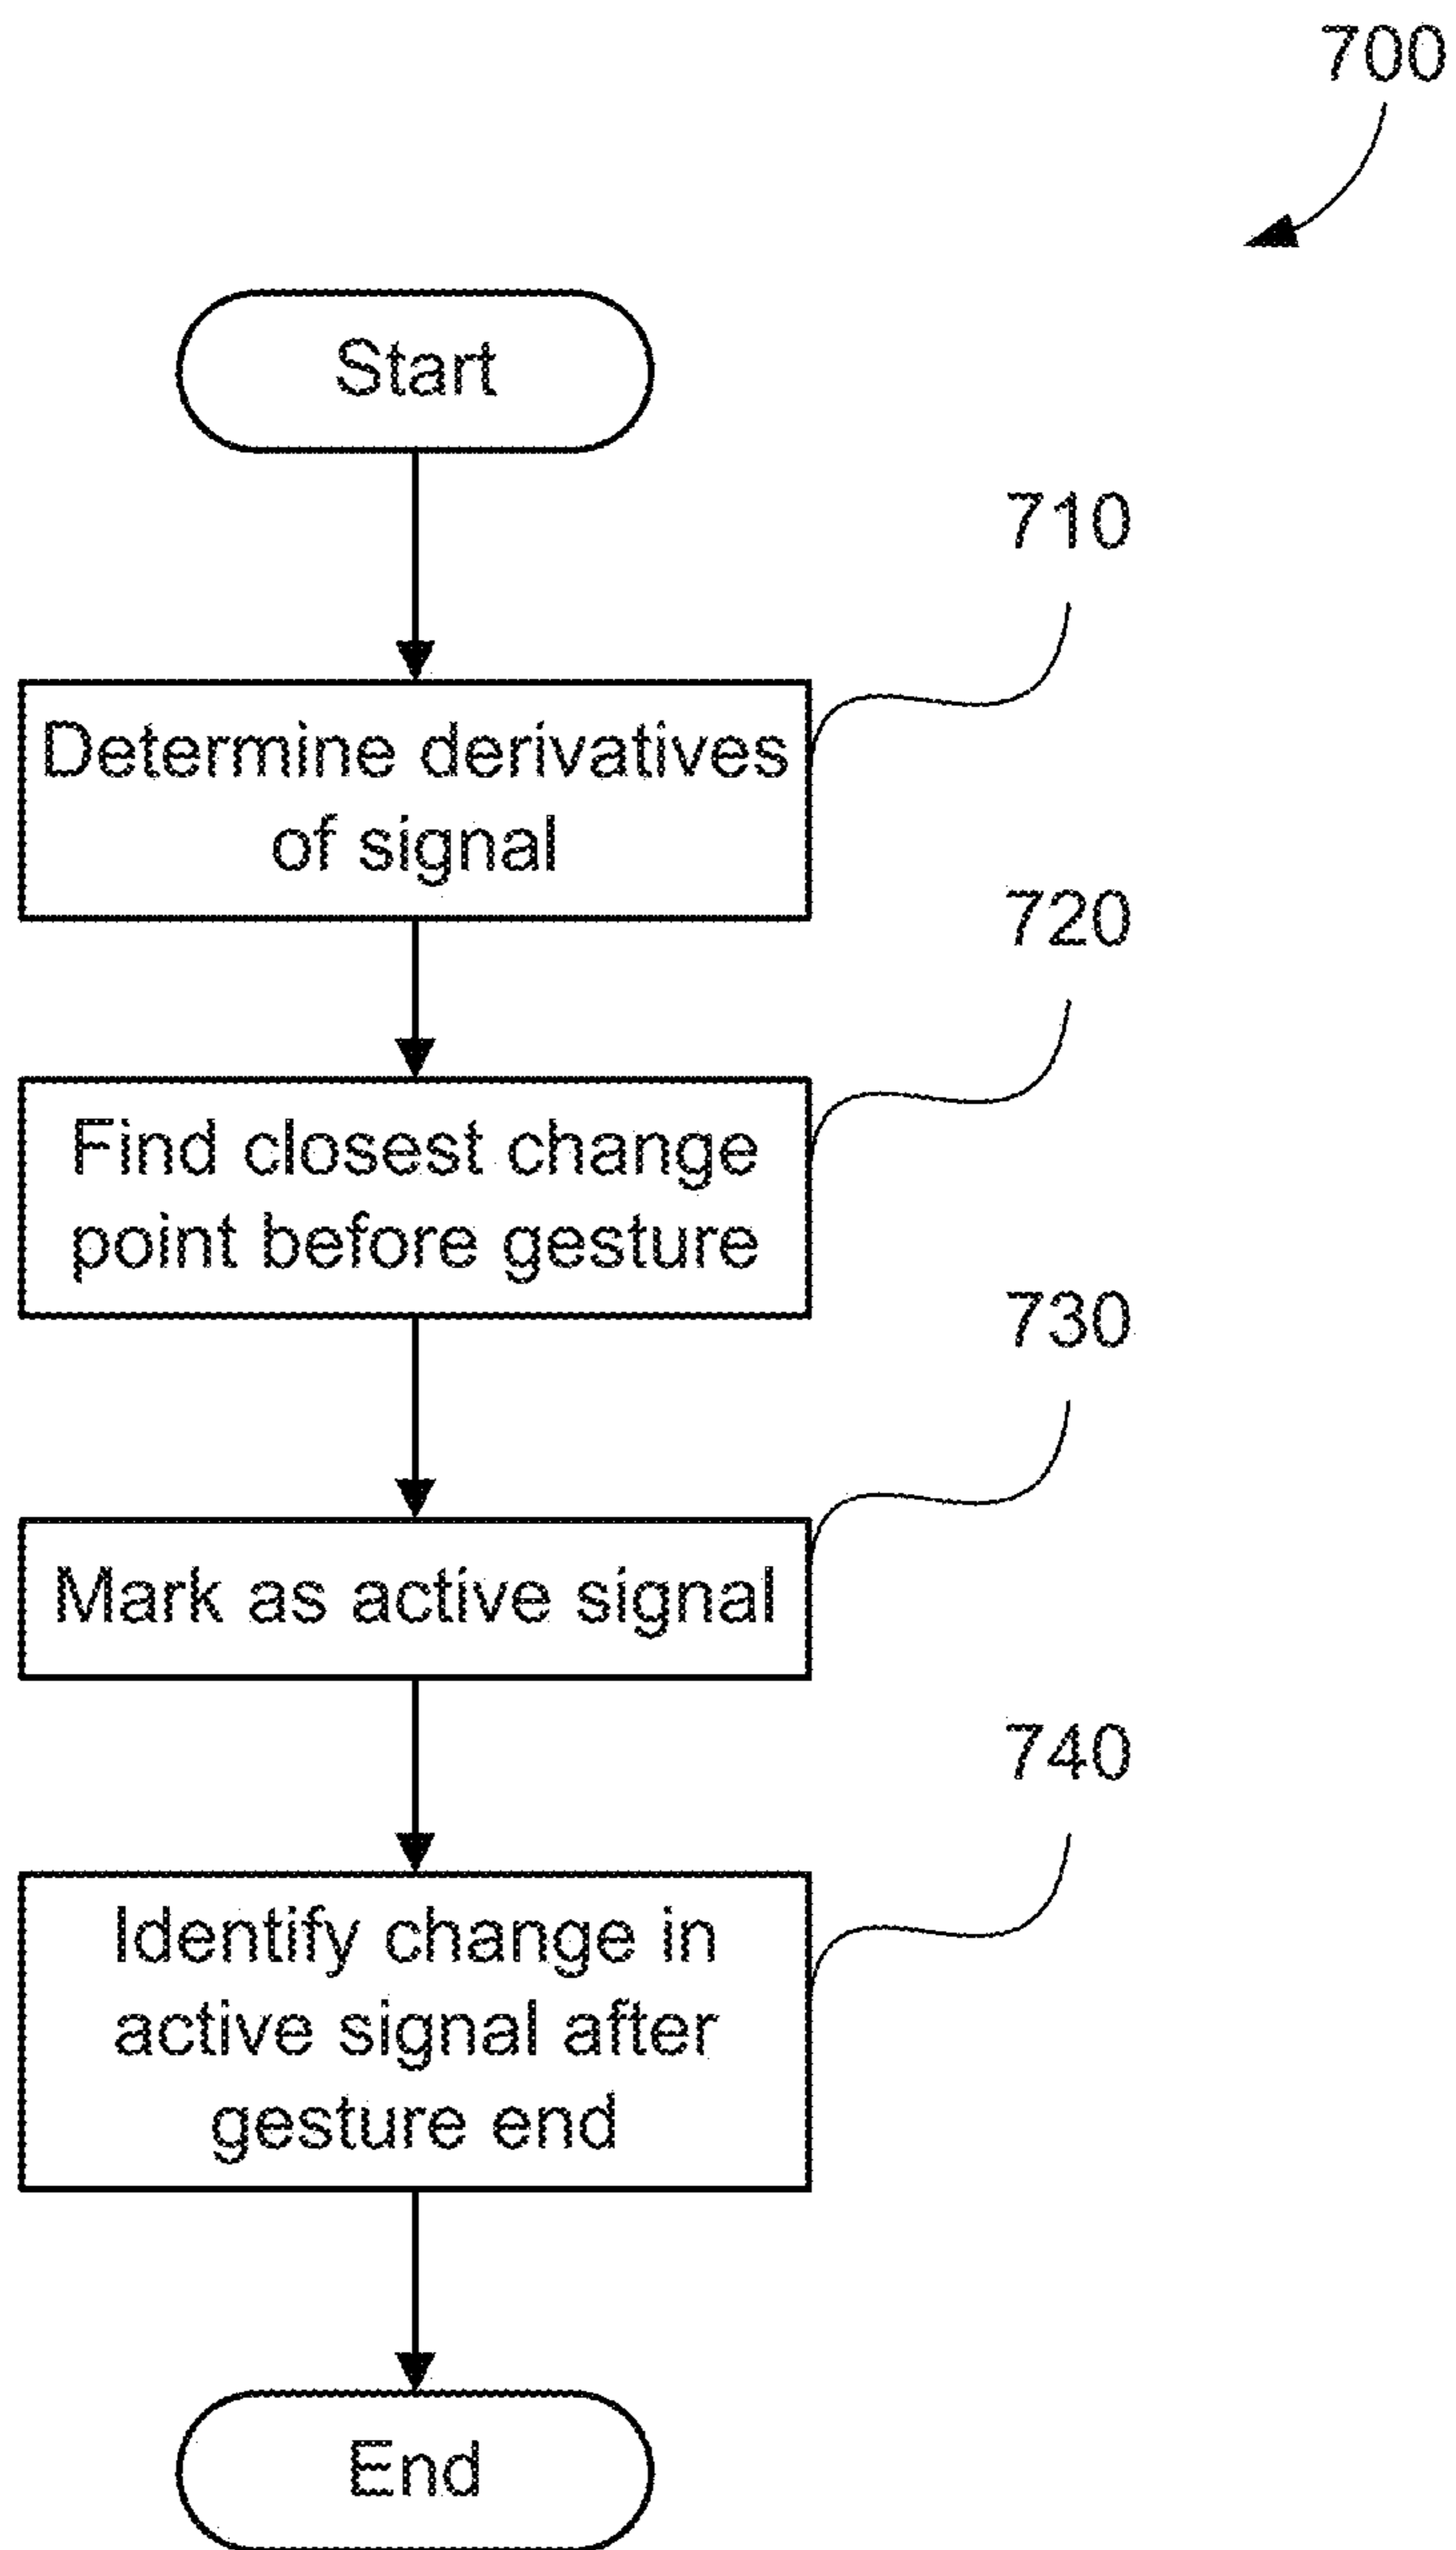 700
Start
710
Determine derivatives
of signal
720
Find closest change
point before gesture
730
Mark as active signal
740
Identify change in
active signal after
gesture end
End